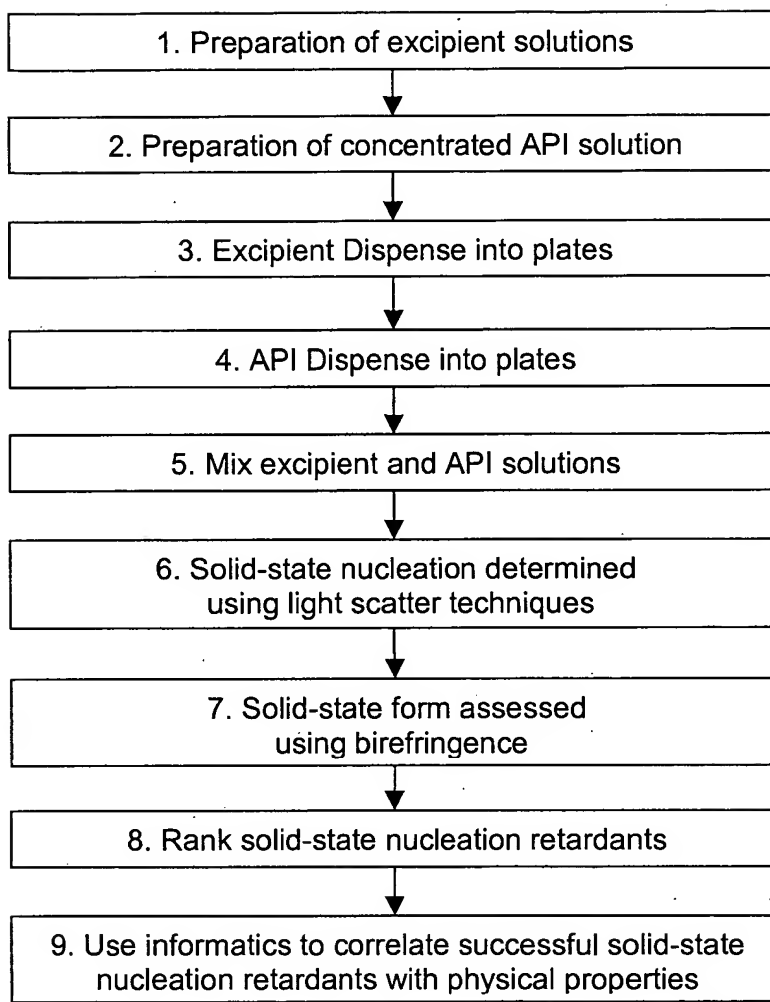 1. Preparation of excipient solutions
2. Preparation of concentrated API solution
3. Excipient Dispense into plates
4. API Dispense into plates
5. Mix excipient and API solutions
6. Solid-state nucleation determined
using light scatter techniques
7. Solid-state form assessed
using birefringence
8. Rank solid-state nucleation retardants
9. Use informatics to correlate successful solid-state
nucleation retardants with physical properties